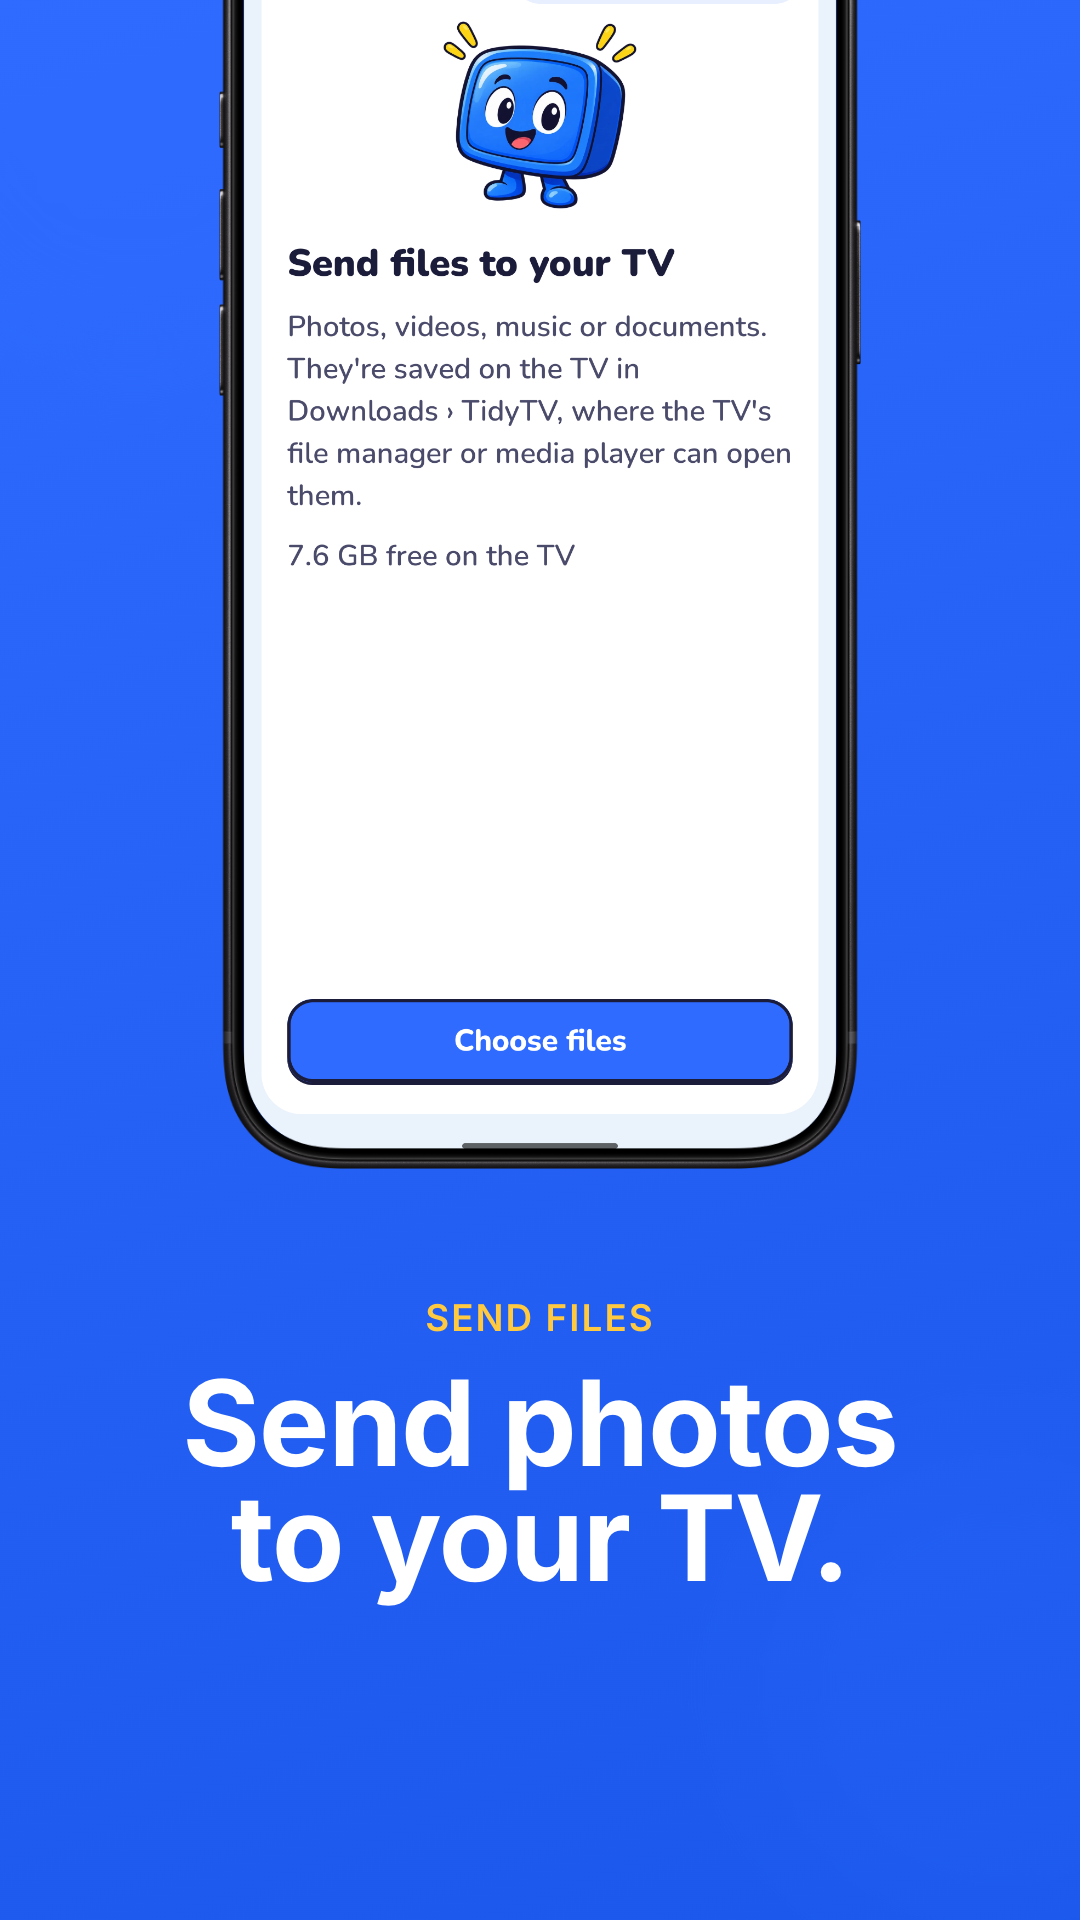 Send files to your TV
Photos, videos, music or documents.
They're saved on the TV in
Downloads › TidyTV, where the TV's
file manager or media player can open
them.
7.6 GB free on the TV
Choose files
SEND FILES
Send photos
to your TV.